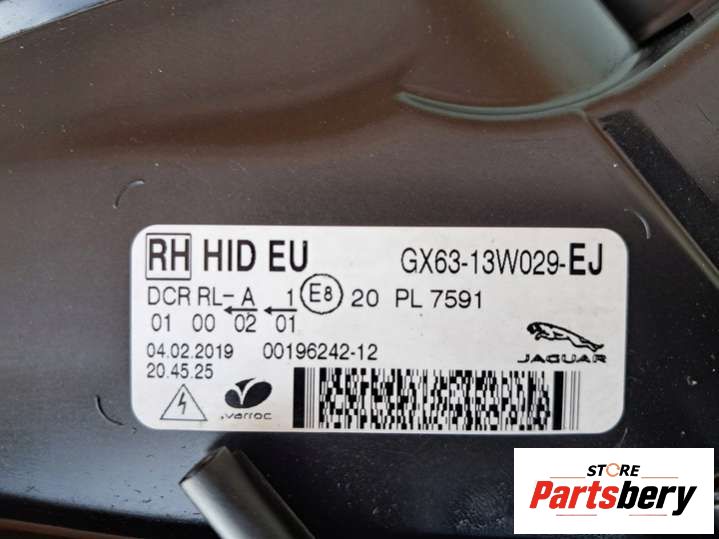 RH HID EU GX63-13W029-EJ
DCR RL- A 1 E8 20 PL 7591
01 00 02 01
JAGUAR
04.02.2019 00196242-12
20.45.25
varroc
STORE
Partsbery